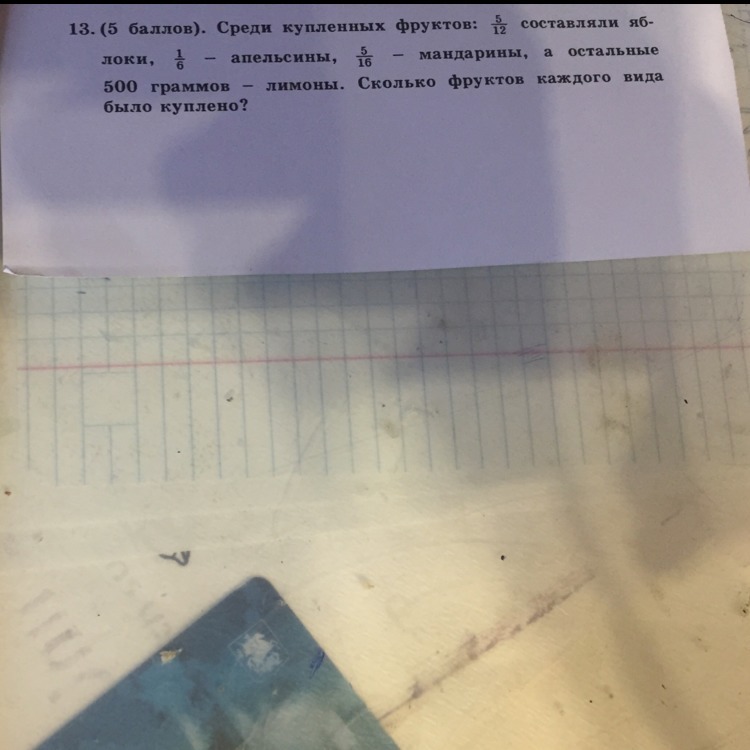 13. (5 баллов). Среди купленных фруктов: 5/12 составляли яб-
локи, 1/6 – апельсины, 5/16 – мандарины, а остальные
500 граммов – лимоны. Сколько фруктов каждого вида
было куплено?